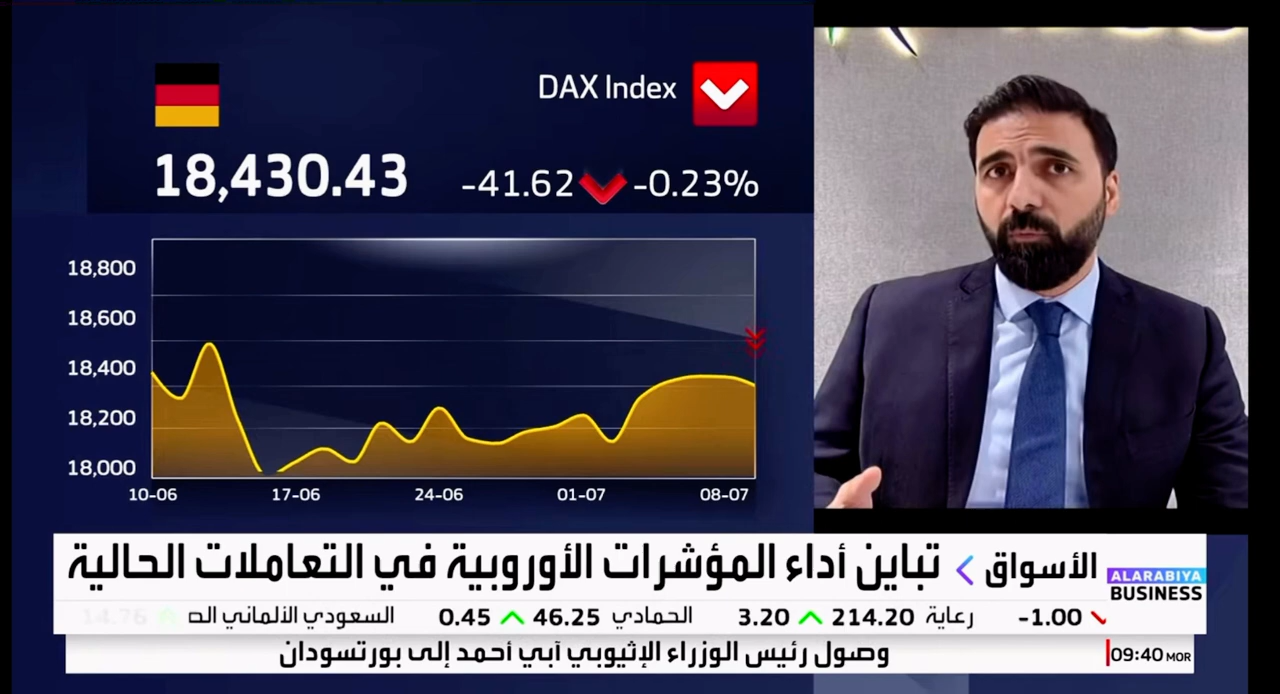 DAX Index
18,430.43
-41.62 -0.23%
18,800
18,600
18,400
18,200
18,000
10-06 17-06 24-06 01-07 08-07
الأسواق > تباين أداء المؤشرات الأوروبية في التعاملات الحالية
ALARABIYA
BUSINESS
-1.00 رعاية 214.20 3.20 الحمادي 46.25 0.45 السعودي الألماني الص 14.76
وصول رئيس الوزراء الإثيوبي آبي أحمد إلى بورتسودان
09:40 MOR